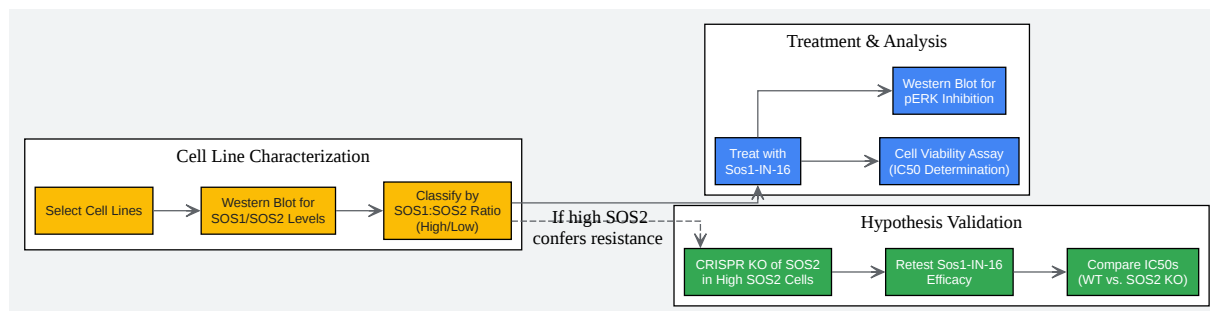 Cell Line Characterization
Select Cell Lines
Western Blot for
SOS1/SOS2 Levels
Classify by
SOS1:SOS2 Ratio
(High/Low)
If high SOS2
confers resistance
Treatment & Analysis
Treat with
Sos1-IN-16
Western Blot for
pERK Inhibition
Cell Viability Assay
(IC50 Determination)
Hypothesis Validation
CRISPR KO of SOS2
in High SOS2 Cells
Retest Sos1-IN-16
Efficacy
Compare IC50s
(WT vs. SOS2 KO)